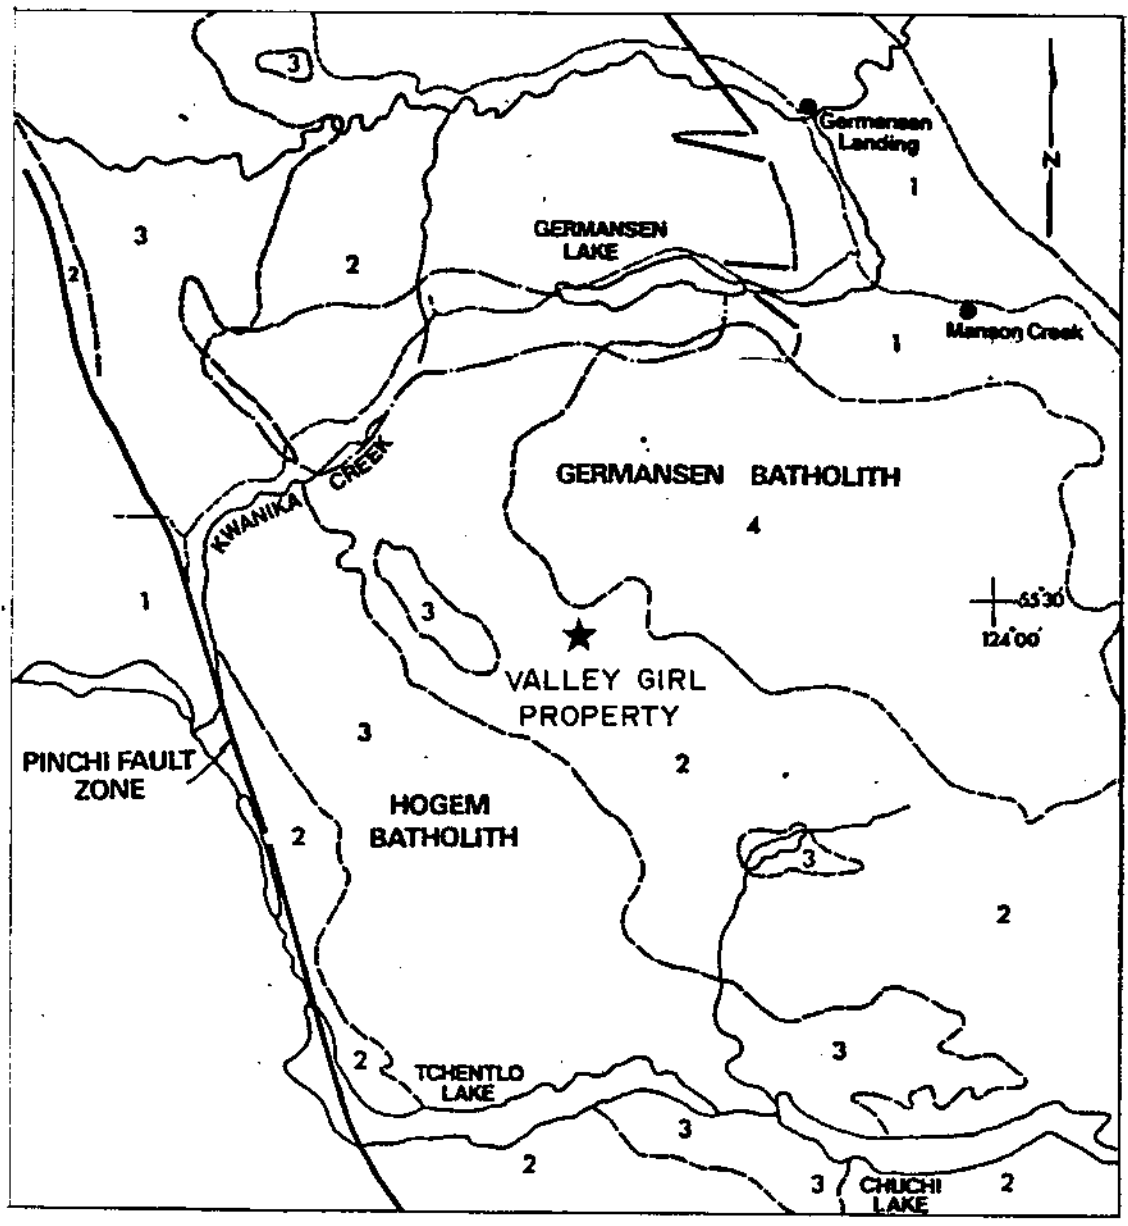 3
Germansen
Landing
N
1
3
2
2
GERMANSEN
LAKE
Manson Creek
1
KWANIKA CREEK
GERMANSEN BATHOLITH
4
1
3
55°30'
124°00'
VALLEY GIRL
PROPERTY
3
2
PINCHI FAULT
ZONE
HOGEM
BATHOLITH
2
3
2
3
2
TCHENTLO
LAKE
3
2
3
CHUCHI
LAKE
2